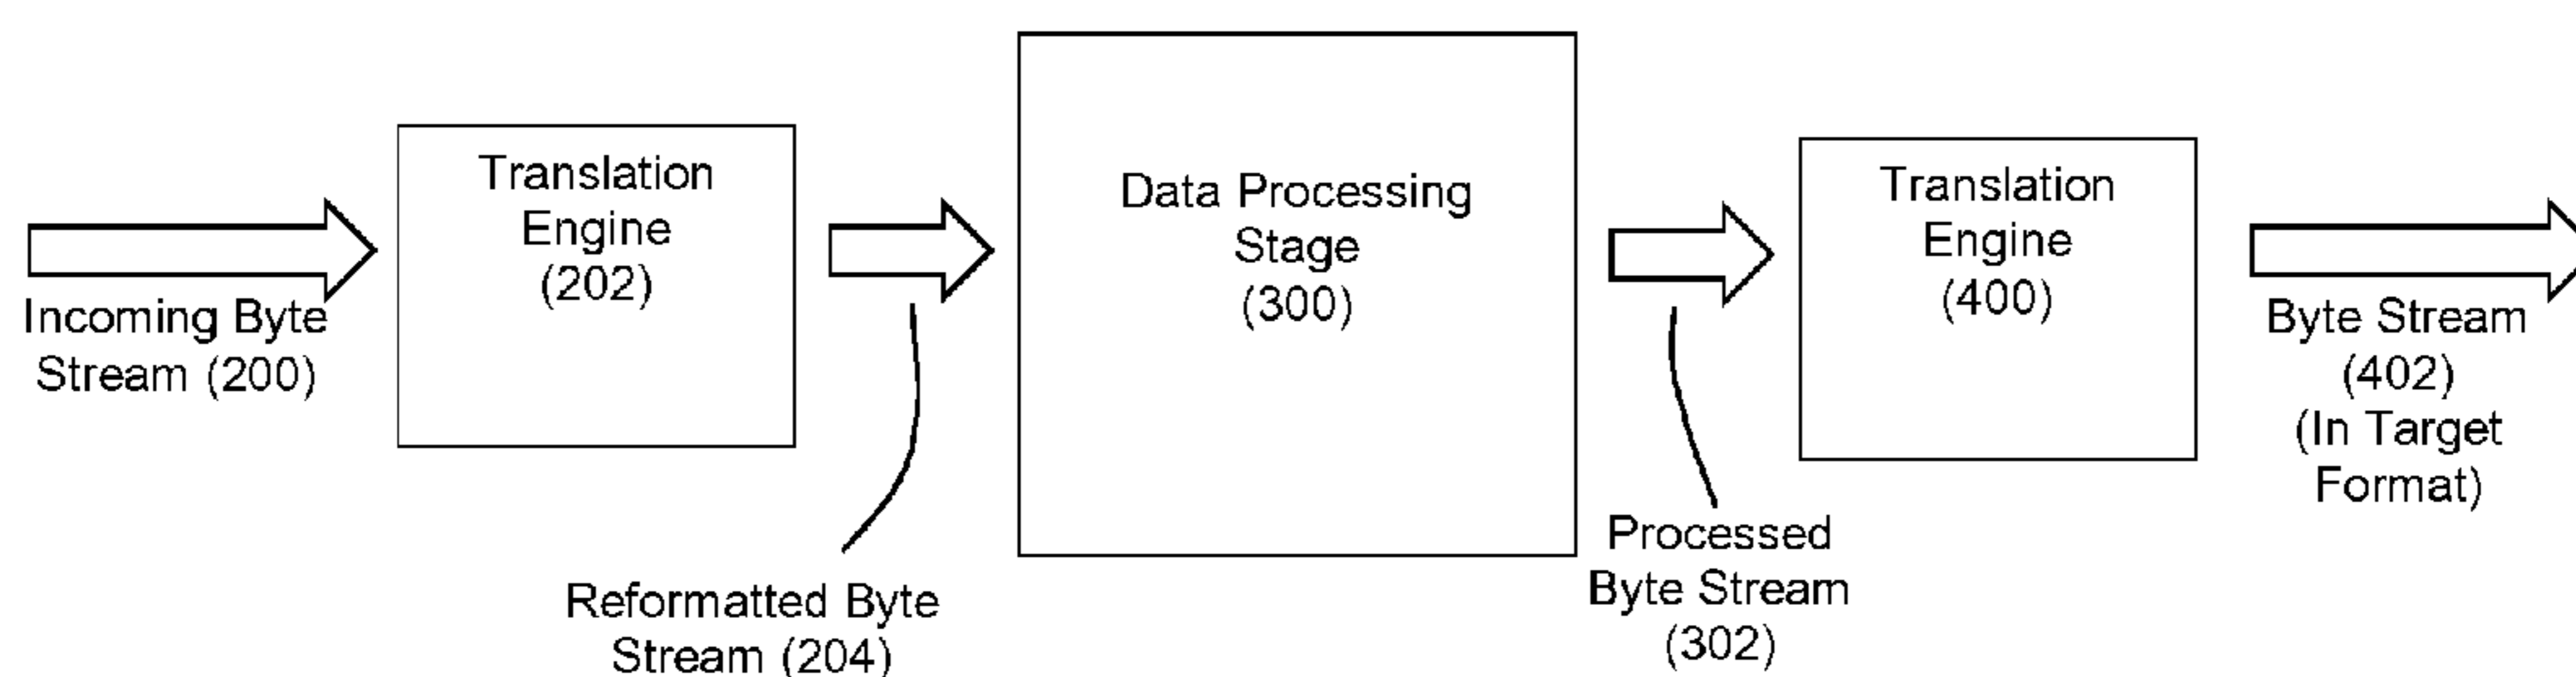 Incoming Byte
Stream (200)
Translation
Engine
(202)
Reformatted Byte
Stream (204)
Data Processing
Stage
(300)
Processed
Byte Stream
(302)
Translation
Engine
(400)
Byte Stream
(402)
(In Target
Format)